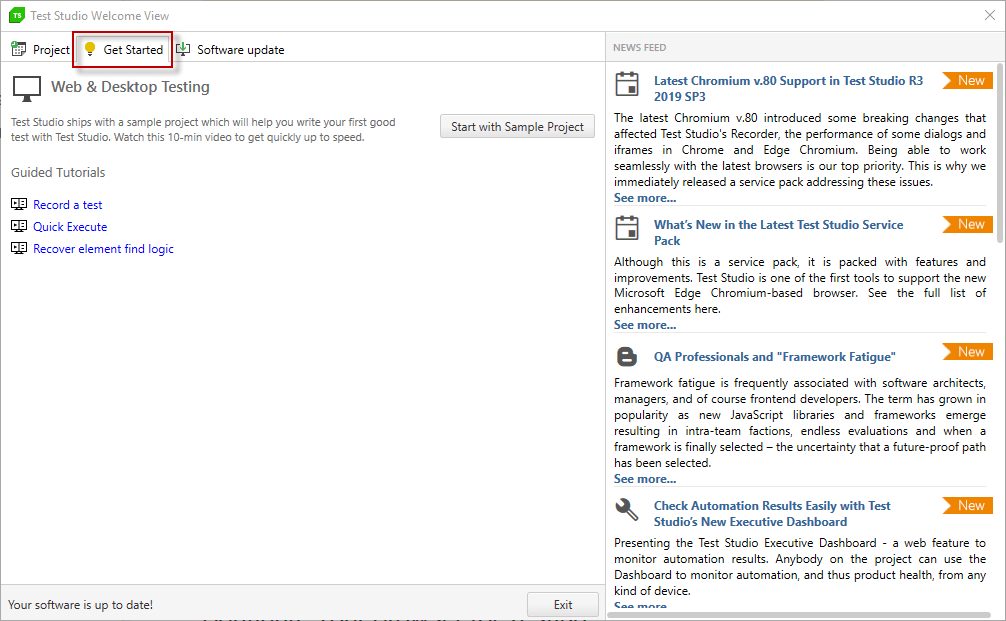 TS Test Studio Welcome View
Project Get Started Software update
Web & Desktop Testing
Test Studio ships with a sample project which will help you write your first good
test with Test Studio. Watch this 10-min video to get quickly up to speed.
Start with Sample Project
Guided Tutorials
Record a test
Quick Execute
Recover element find logic
Your software is up to date!
Exit
NEWS FEED
Latest Chromium v.80 Support in Test Studio R3
2019 SP3
New
The latest Chromium v.80 introduced some breaking changes that
affected Test Studio's Recorder, the performance of some dialogs and
iframes in Chrome and Edge Chromium. Being able to work
seamlessly with the latest browsers is our top priority. This is why we
immediately released a service pack addressing these issues.
See more...
What's New in the Latest Test Studio Service
Pack
New
Although this is a service pack, it is packed with features and
improvements. Test Studio is one of the first tools to support the new
Microsoft Edge Chromium-based browser. See the full list of
enhancements here.
See more...
QA Professionals and "Framework Fatigue"
New
Framework fatigue is frequently associated with software architects,
managers, and of course frontend developers. The term has grown in
popularity as new JavaScript libraries and frameworks emerge
resulting in intra-team factions, endless evaluations and when a
framework is finally selected – the uncertainty that a future-proof path
has been selected.
See more...
Check Automation Results Easily with Test
Studio's New Executive Dashboard
New
Presenting the Test Studio Executive Dashboard - a web feature to
monitor automation results. Anybody on the project can use the
Dashboard to monitor automation, and thus product health, from any
kind of device.
See more